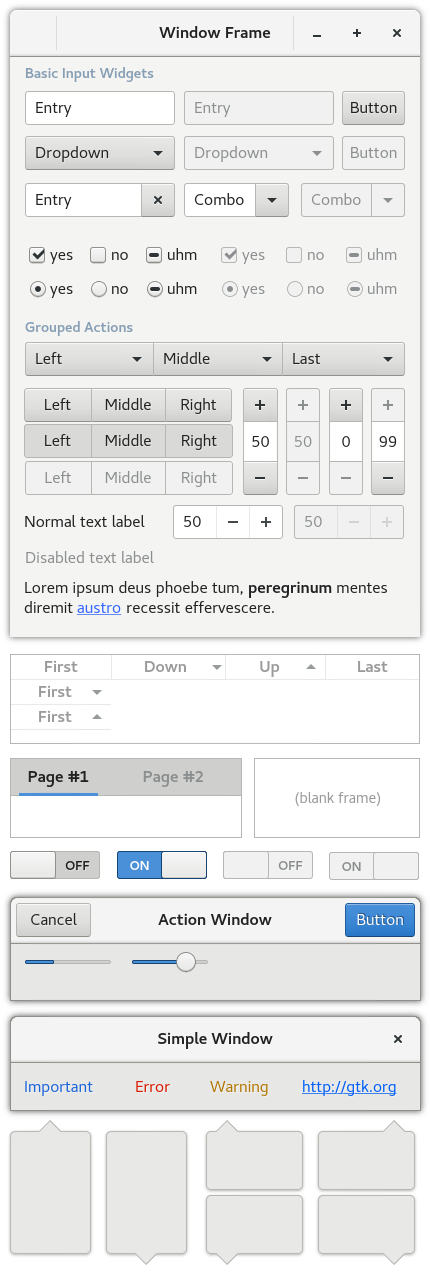 Window Frame
Basic Input Widgets
Entry Entry Button
Dropdown Dropdown Button
Entry Combo Combo
yes no uhm yes no uhm
yes no uhm yes no uhm
Grouped Actions
Left Middle Last
Left Middle Right
Left Middle Right 50 50 0 99
Left Middle Right
Normal text label 50 50
Disabled text label
Lorem ipsum deus phoebe tum, peregrinum mentes
diremit austro recessit effervescere.
First Down Up Last
First
First
Page #1 Page #2
(blank frame)
OFF ON OFF ON
Cancel Action Window Button
Simple Window
Important Error Warning http://gtk.org